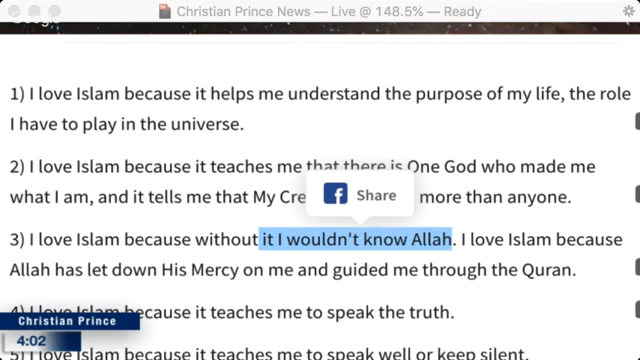 Christian Prince News — Live @ 148.5% — Ready
1) I love Islam because it helps me understand the purpose of my life, the role
I have to play in the universe.
2) I love Islam because it teaches me that there is One God who made me
what I am, and it tells me that My Cre
Share
more than anyone.
3) I love Islam because without it I wouldn't know Allah. I love Islam because
Allah has let down His Mercy on me and guided me through the Quran.
4) I love Islam because it teaches me to speak the truth.
Christian Prince
4:02
5) I love Islam because it teaches me to speak well or keep silent.